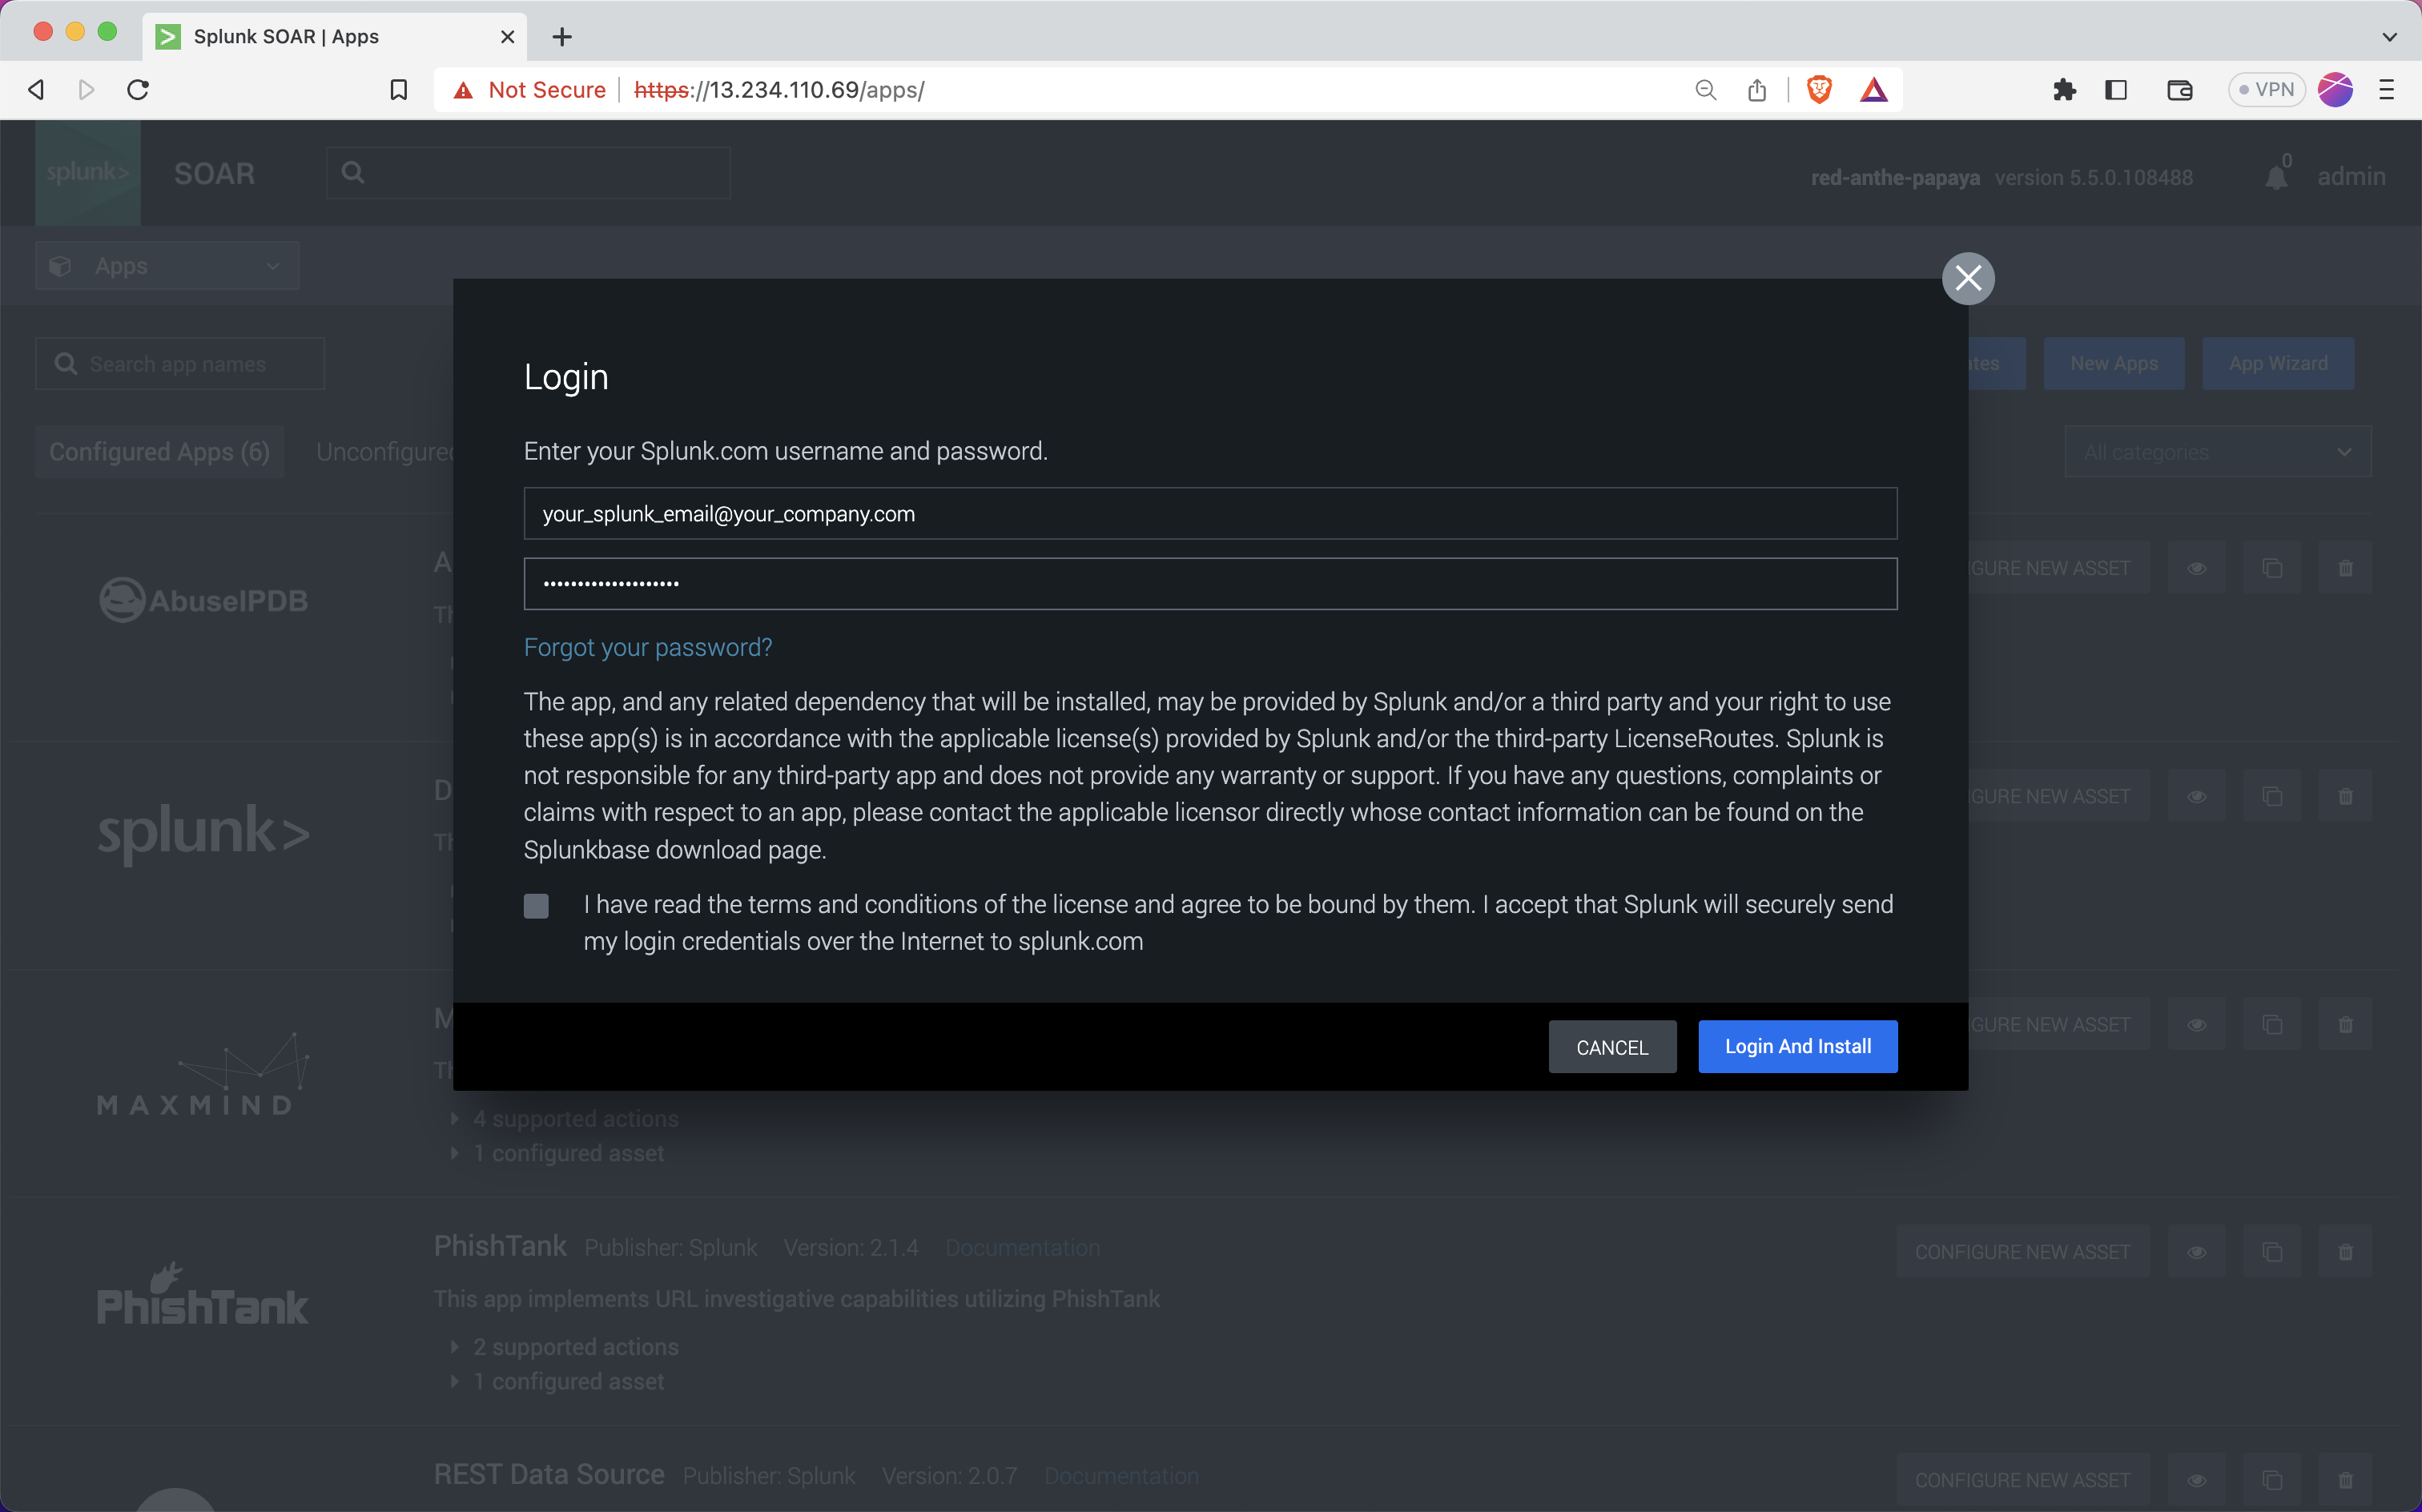 Splunk SOAR | Apps
Not Secure https://13.234.110.69/apps/
VPN
splunk> SOAR
red-anthe-papaya version 5.5.0.108488 0 admin
Apps
Login
Search app names
tes New Apps App Wizard
Enter your Splunk.com username and password.
Configured Apps (6) Unconfigured All categories
your_splunk_email@your_company.com
A
AbuseIPDB
Th
GURE NEW ASSET
••••••••••••••••••••
Forgot your password?
The app, and any related dependency that will be installed, may be provided by Splunk and/or a third party and your right to use
these app(s) is in accordance with the applicable license(s) provided by Splunk and/or the third-party LicenseRoutes. Splunk is
not responsible for any third-party app and does not provide any warranty or support. If you have any questions, complaints or
claims with respect to an app, please contact the applicable licensor directly whose contact information can be found on the
Splunkbase download page.
D
splunk>
Th
GURE NEW ASSET
I have read the terms and conditions of the license and agree to be bound by them. I accept that Splunk will securely send
my login credentials over the Internet to splunk.com
M
GURE NEW ASSET
CANCEL Login And Install
Th
MAXMIND
4 supported actions
1 configured asset
PhishTank Publisher: Splunk Version: 2.1.4 Documentation
CONFIGURE NEW ASSET
PhishTank
This app implements URL investigative capabilities utilizing PhishTank
2 supported actions
1 configured asset
REST Data Source Publisher: Splunk Version: 2.0.7 Documentation
CONFIGURE NEW ASSET